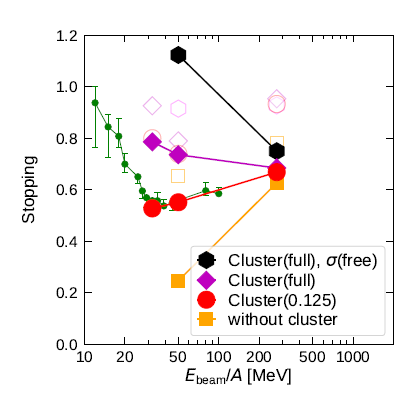 1.2
1.0
0.8
0.6
0.4
0.2
0.0
Stopping
Cluster(full), σ(free)
Cluster(full)
Cluster(0.125)
without cluster
10 20 50 100 200 500 1000
E_beam/A [MeV]